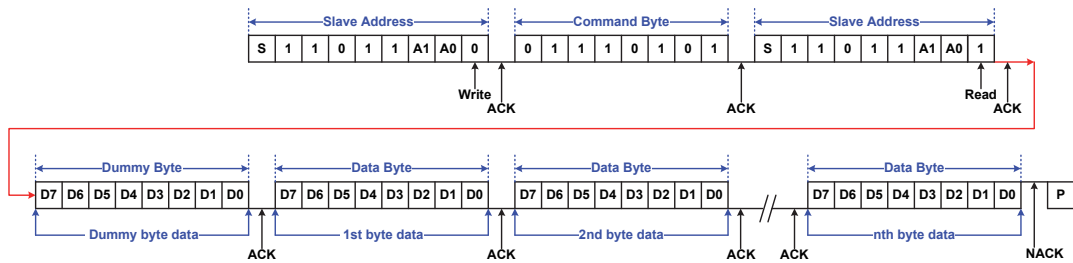 Slave Address Command Byte Slave Address
S 1 1 0 1 1 A1 A0 0 0 1 1 1 1 1 0 1 S 1 1 0 1 1 A1 A0 1
Write ACK ACK Read ACK
Dummy Byte Data Byte Data Byte Data Byte
D7 D6 D5 D4 D3 D2 D1 D0 D7 D6 D5 D4 D3 D2 D1 D0 D7 D6 D5 D4 D3 D2 D1 D0 D7 D6 D5 D4 D3 D2 D1 D0 P
Dummy byte data 1st byte data 2nd byte data nth byte data
ACK ACK ACK ACK NACK